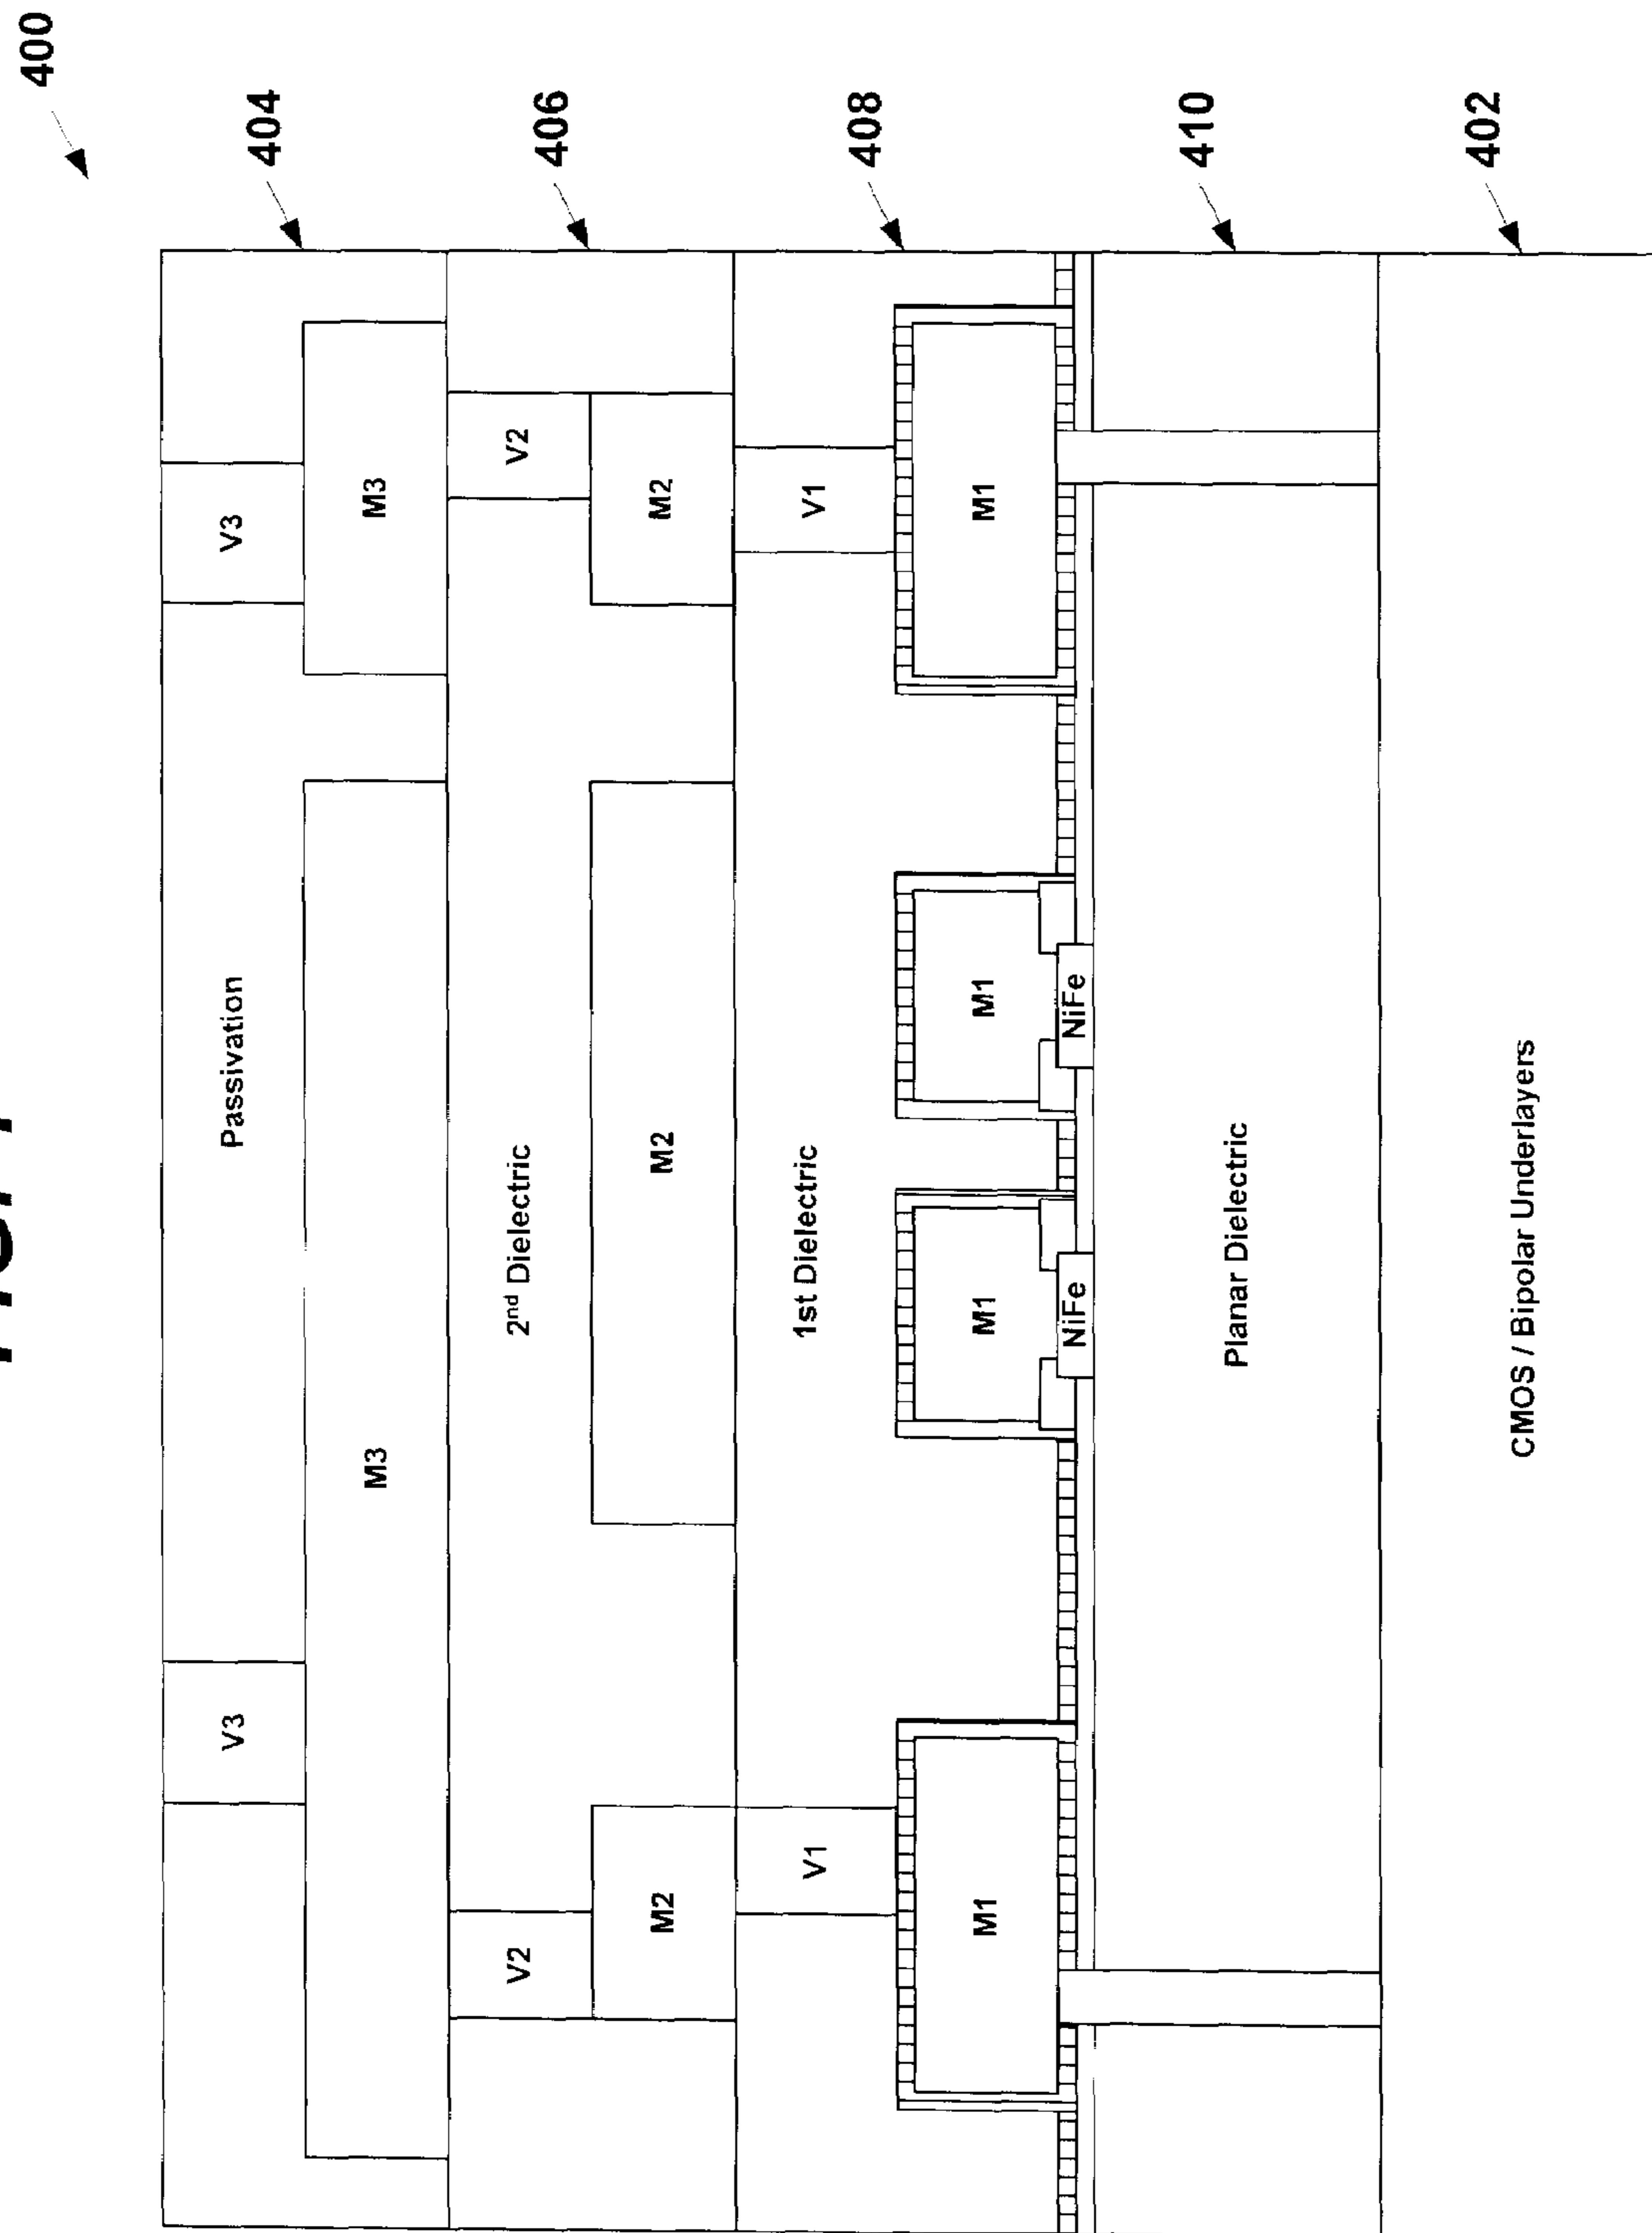 400
V3
Passivation
V3
404
M3
M3
V2
2nd Dielectric
V2
406
M2
M2
M2
V1
1st Dielectric
V1
408
M1
M1
M1
M1
NiFe
NiFe
Planar Dielectric
410
CMOS / Bipolar Underlayers
402